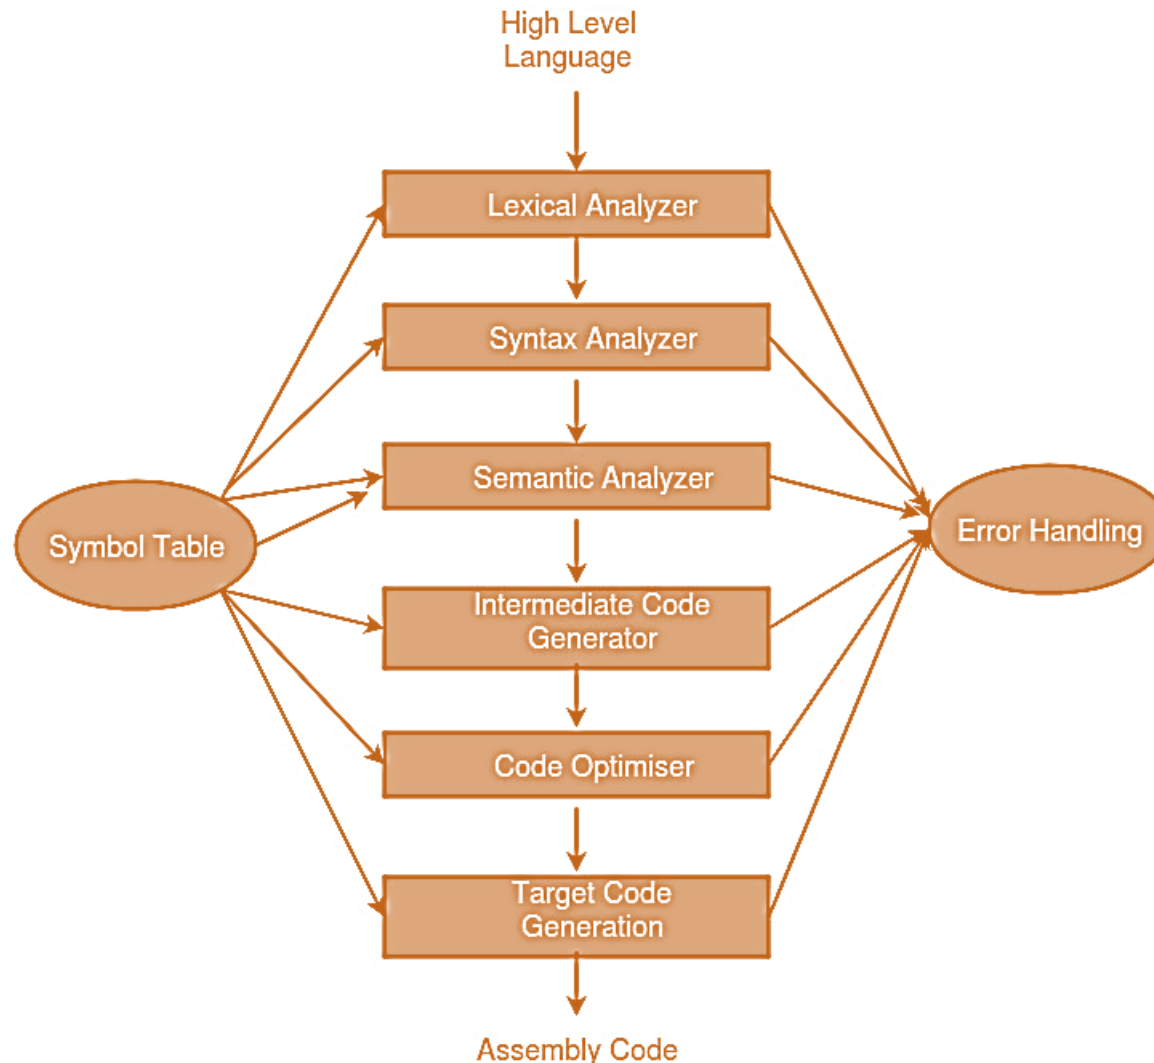 High Level
Language
Lexical Analyzer
Syntax Analyzer
Semantic Analyzer
Symbol Table
Error Handling
Intermediate Code
Generator
Code Optimiser
Target Code
Generation
Assembly Code